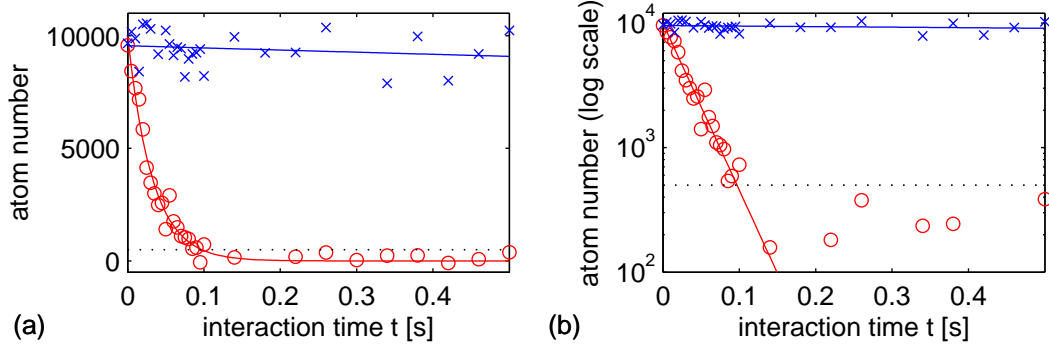 10000
5000
0
atom number
0
0.1
0.2
0.3
0.4
interaction time t [s]
(a)
10^4
10^3
10^2
atom number (log scale)
0
0.1
0.2
0.3
0.4
interaction time t [s]
(b)